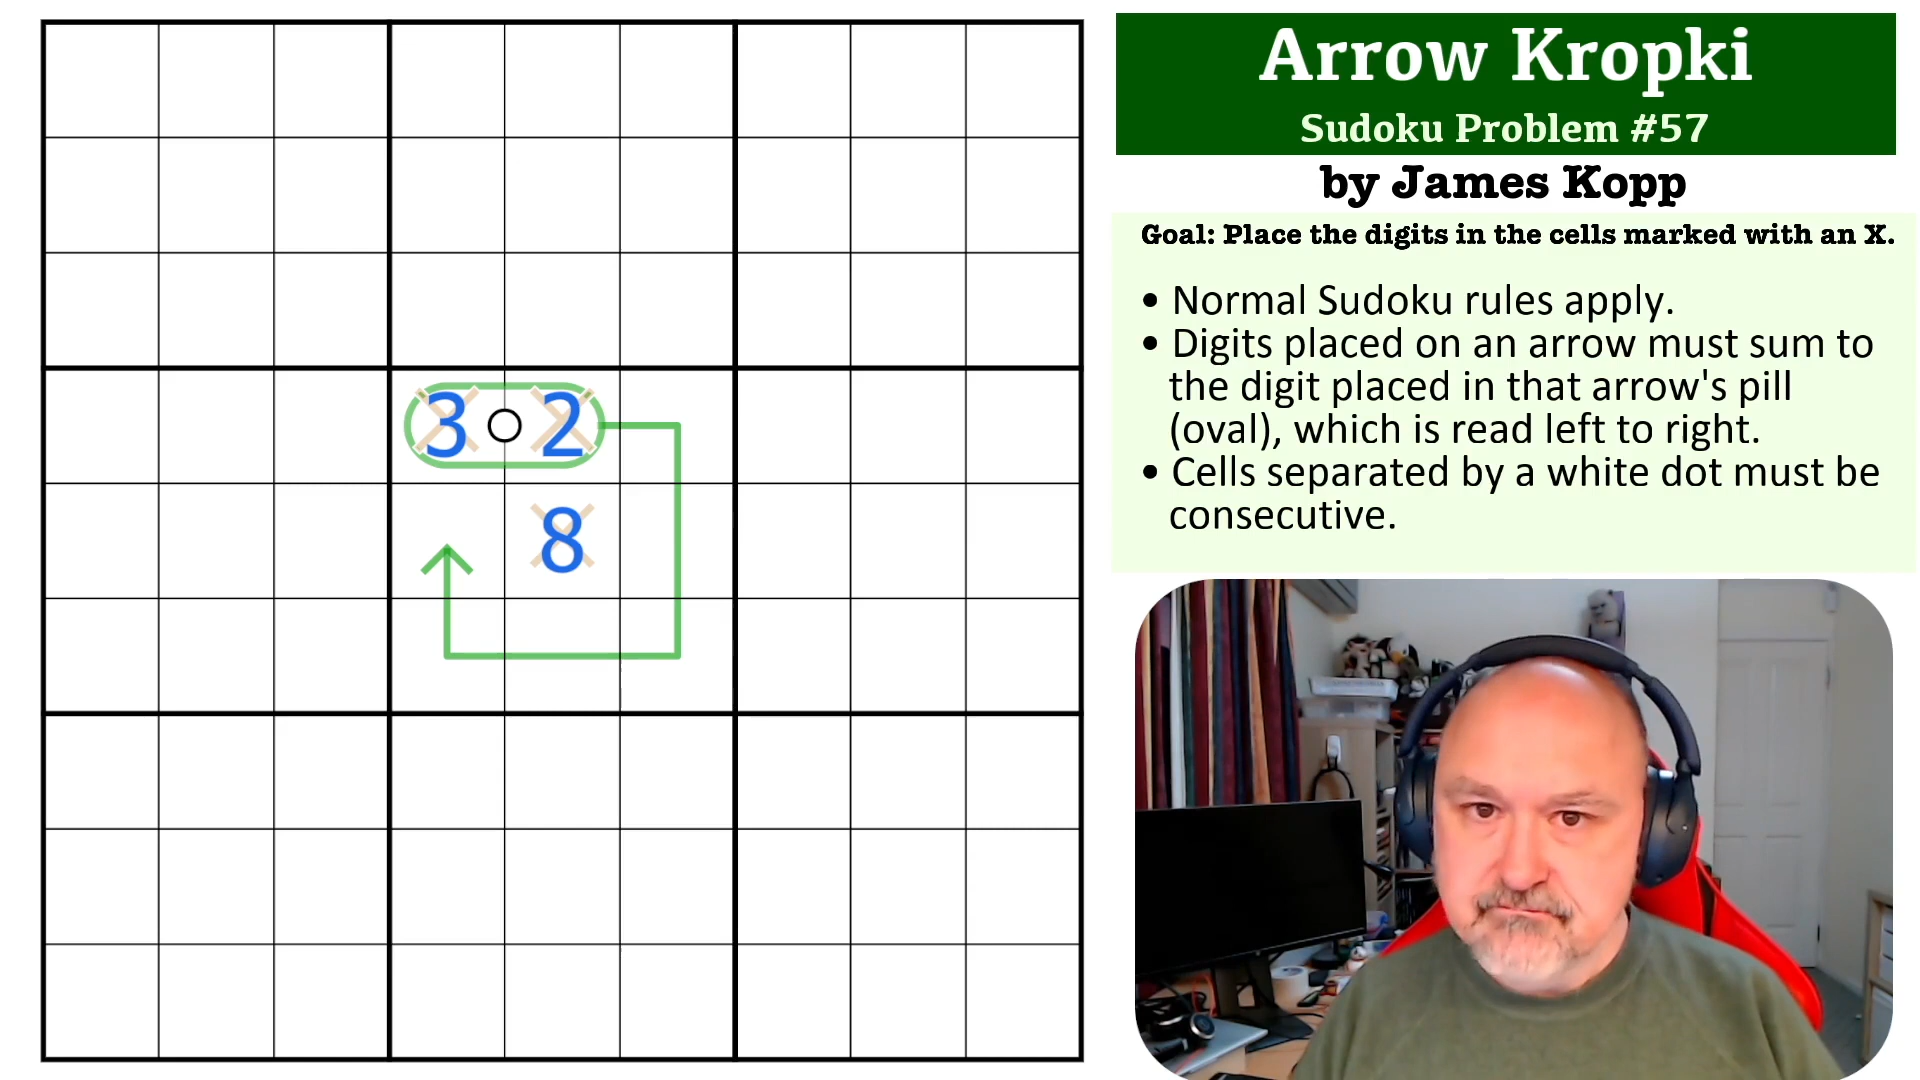 Arrow Kropki
Sudoku Problem #57
by James Kopp
Goal: Place the digits in the cells marked with an X.
• Normal Sudoku rules apply.
• Digits placed on an arrow must sum to
the digit placed in that arrow's pill
(oval), which is read left to right.
• Cells separated by a white dot must be
consecutive.
3 2
8